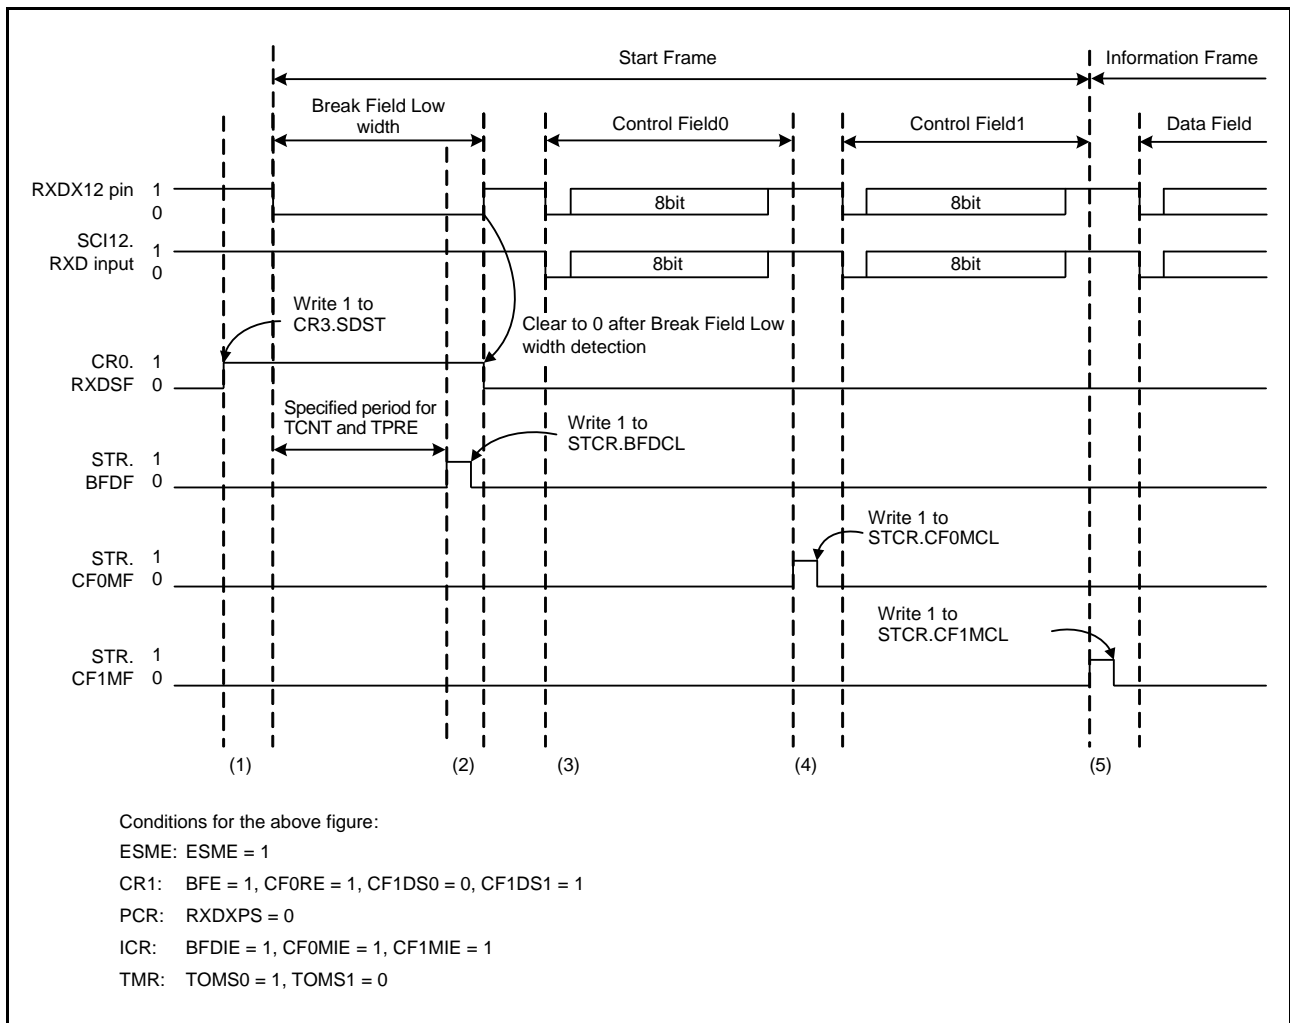 Start Frame
Information Frame
Break Field Low
width
Control Field0
Control Field1
Data Field
RXDX12 pin 1
0
8bit
8bit
SCI12.
RXD input
1
0
8bit
8bit
Write 1 to
CR3.SDST
Clear to 0 after Break Field Low
width detection
CR0. 1
RXDSF 0
Specified period for
TCNT and TPRE
Write 1 to
STCR.BFDCL
STR. 1
BFDF 0
Write 1 to
STCR.CF0MCL
STR. 1
CF0MF 0
Write 1 to
STCR.CF1MCL
STR. 1
CF1MF 0
(1) (2) (3) (4) (5)
Conditions for the above figure:
ESME: ESME = 1
CR1: BFE = 1, CF0RE = 1, CF1DS0 = 0, CF1DS1 = 1
PCR: RXDXPS = 0
ICR: BFDIE = 1, CF0MIE = 1, CF1MIE = 1
TMR: TOMS0 = 1, TOMS1 = 0